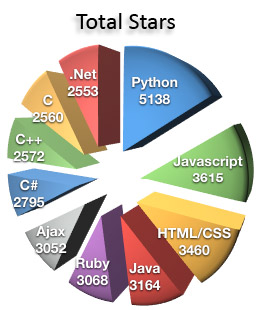 Total Stars
Python
5138
Javascript
3615
HTML/CSS
3460
Java
3164
Ruby
3068
Ajax
3052
C#
2795
C++
2572
C
2560
.Net
2553